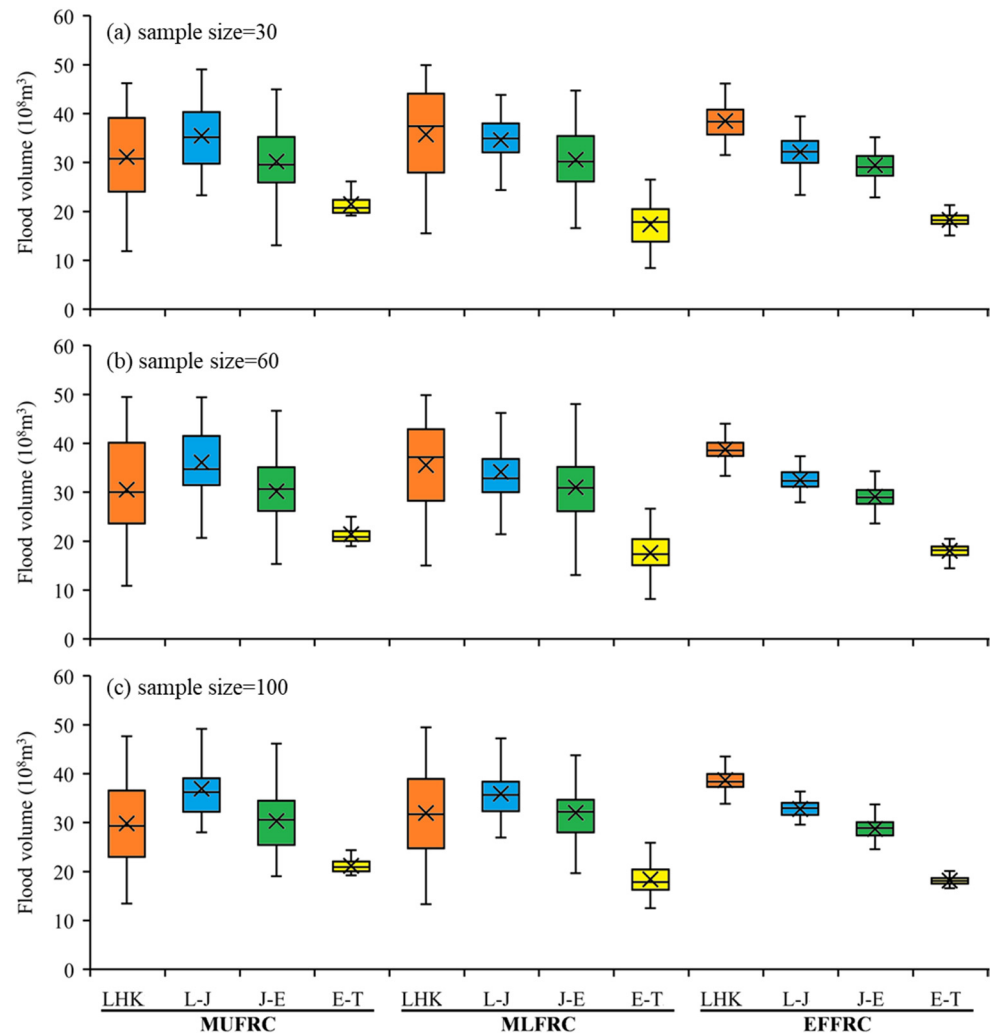 60
(a) sample size=30
50
40
30
20
10
0
Flood volume (10⁸m³)
60
(b) sample size=60
50
40
30
20
10
0
Flood volume (10⁸m³)
60
(c) sample size=100
50
40
30
20
10
0
Flood volume (10⁸m³)
LHK L-J J-E E-T LHK L-J J-E E-T LHK L-J J-E E-T
MUFRC MLFRC EFFRC